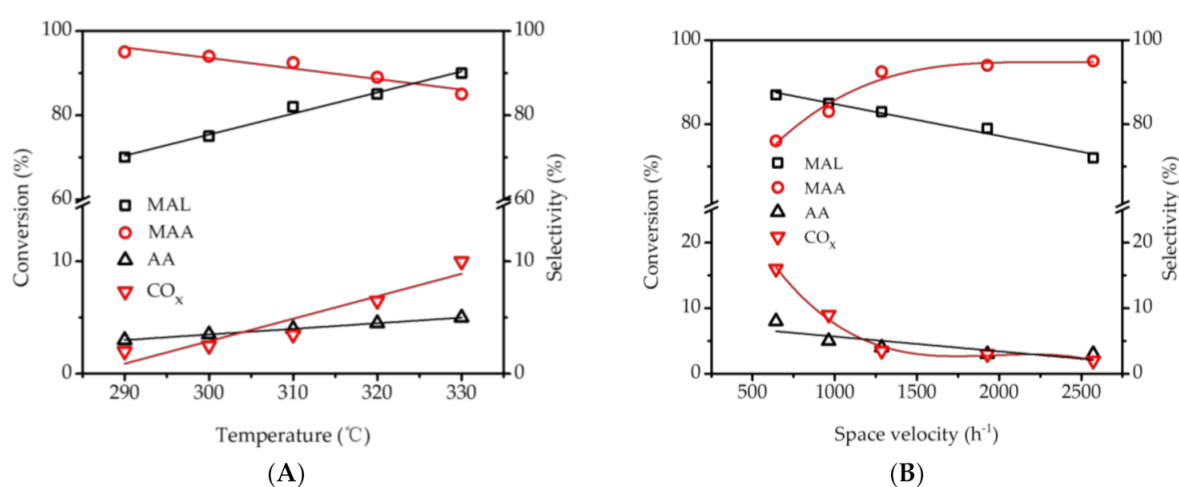 100
80
60
10
0
100
80
60
10
0
Conversion (%)
Selectivity (%)
MAL
MAA
AA
COx
290 300 310 320 330
Temperature (℃)
(A)
100
80
20
10
0
100
80
20
10
0
Conversion (%)
Selectivity (%)
MAL
MAA
AA
COx
500 1000 1500 2000 2500
Space velocity (h-1)
(B)